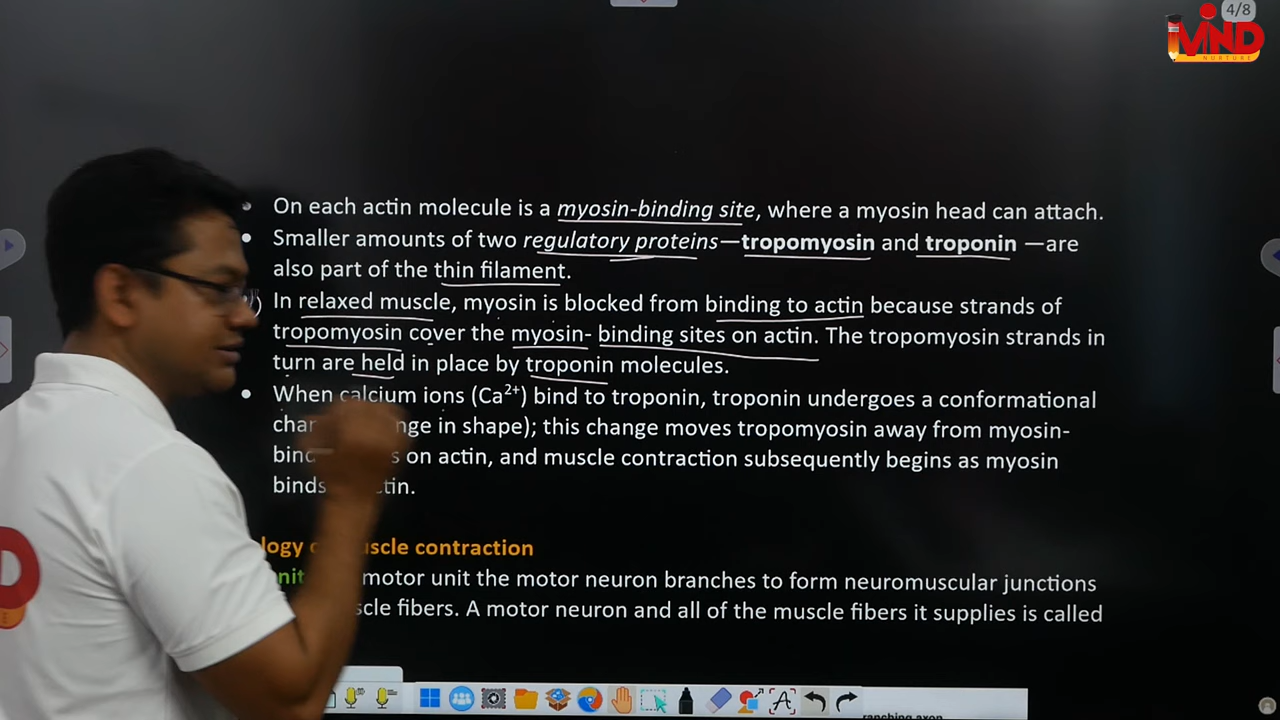 4/8
MIND
NURTURE
• On each actin molecule is a myosin-binding site, where a myosin head can attach.
• Smaller amounts of two regulatory proteins—tropomyosin and troponin —are
also part of the thin filament.
In relaxed muscle, myosin is blocked from binding to actin because strands of
tropomyosin cover the myosin- binding sites on actin. The tropomyosin strands in
turn are held in place by troponin molecules.
• When calcium ions (Ca²⁺) bind to troponin, troponin undergoes a conformational
in shape); this change moves tropomyosin away from myosin-
on actin, and muscle contraction subsequently begins as myosin
binds
muscle contraction
motor unit the motor neuron branches to form neuromuscular junctions
fibers. A motor neuron and all of the muscle fibers it supplies is called
axon